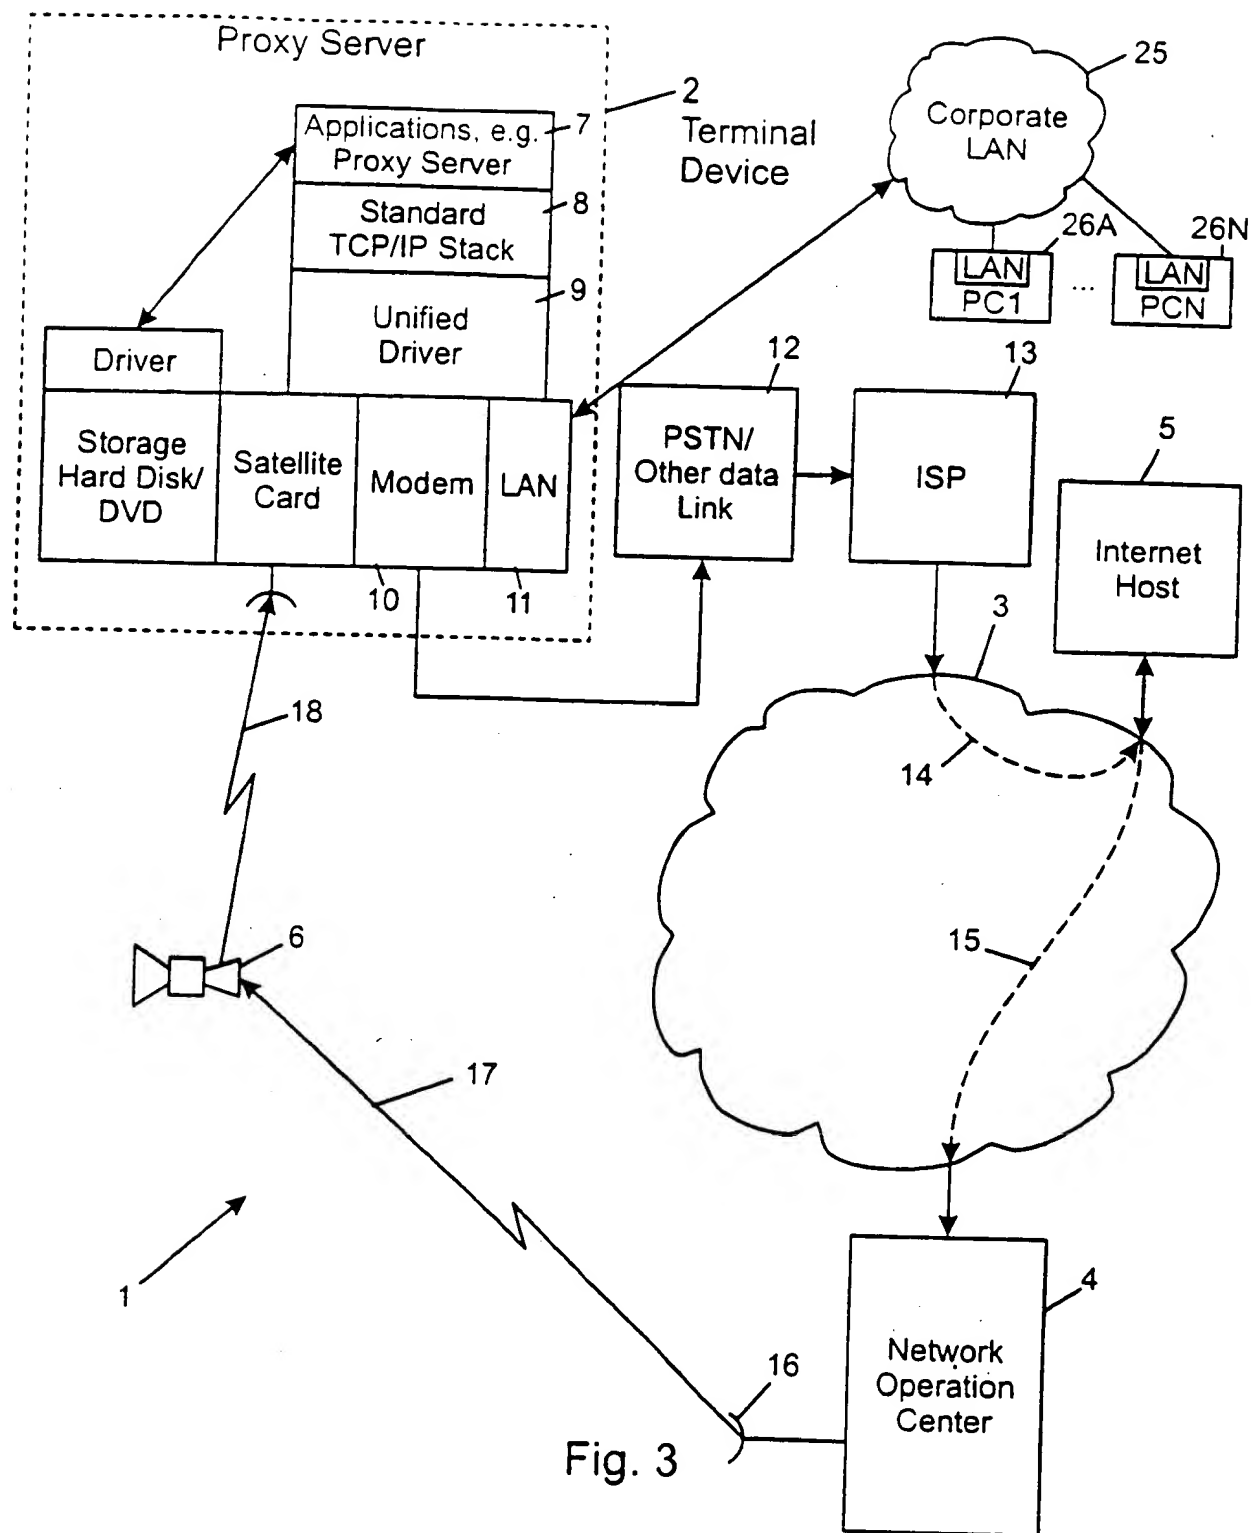 Proxy Server
2
Terminal
Device
Applications, e.g.
Proxy Server
7
Standard
TCP/IP Stack
8
Unified
Driver
9
Driver
Storage
Hard Disk/
DVD
Satellite
Card
Modem
LAN
10
11
25
Corporate
LAN
26A
26N
LAN
PC1
...
LAN
PCN
12
PSTN/
Other data
Link
13
ISP
5
Internet
Host
3
14
15
18
6
17
1
16
4
Network
Operation
Center
Fig. 3